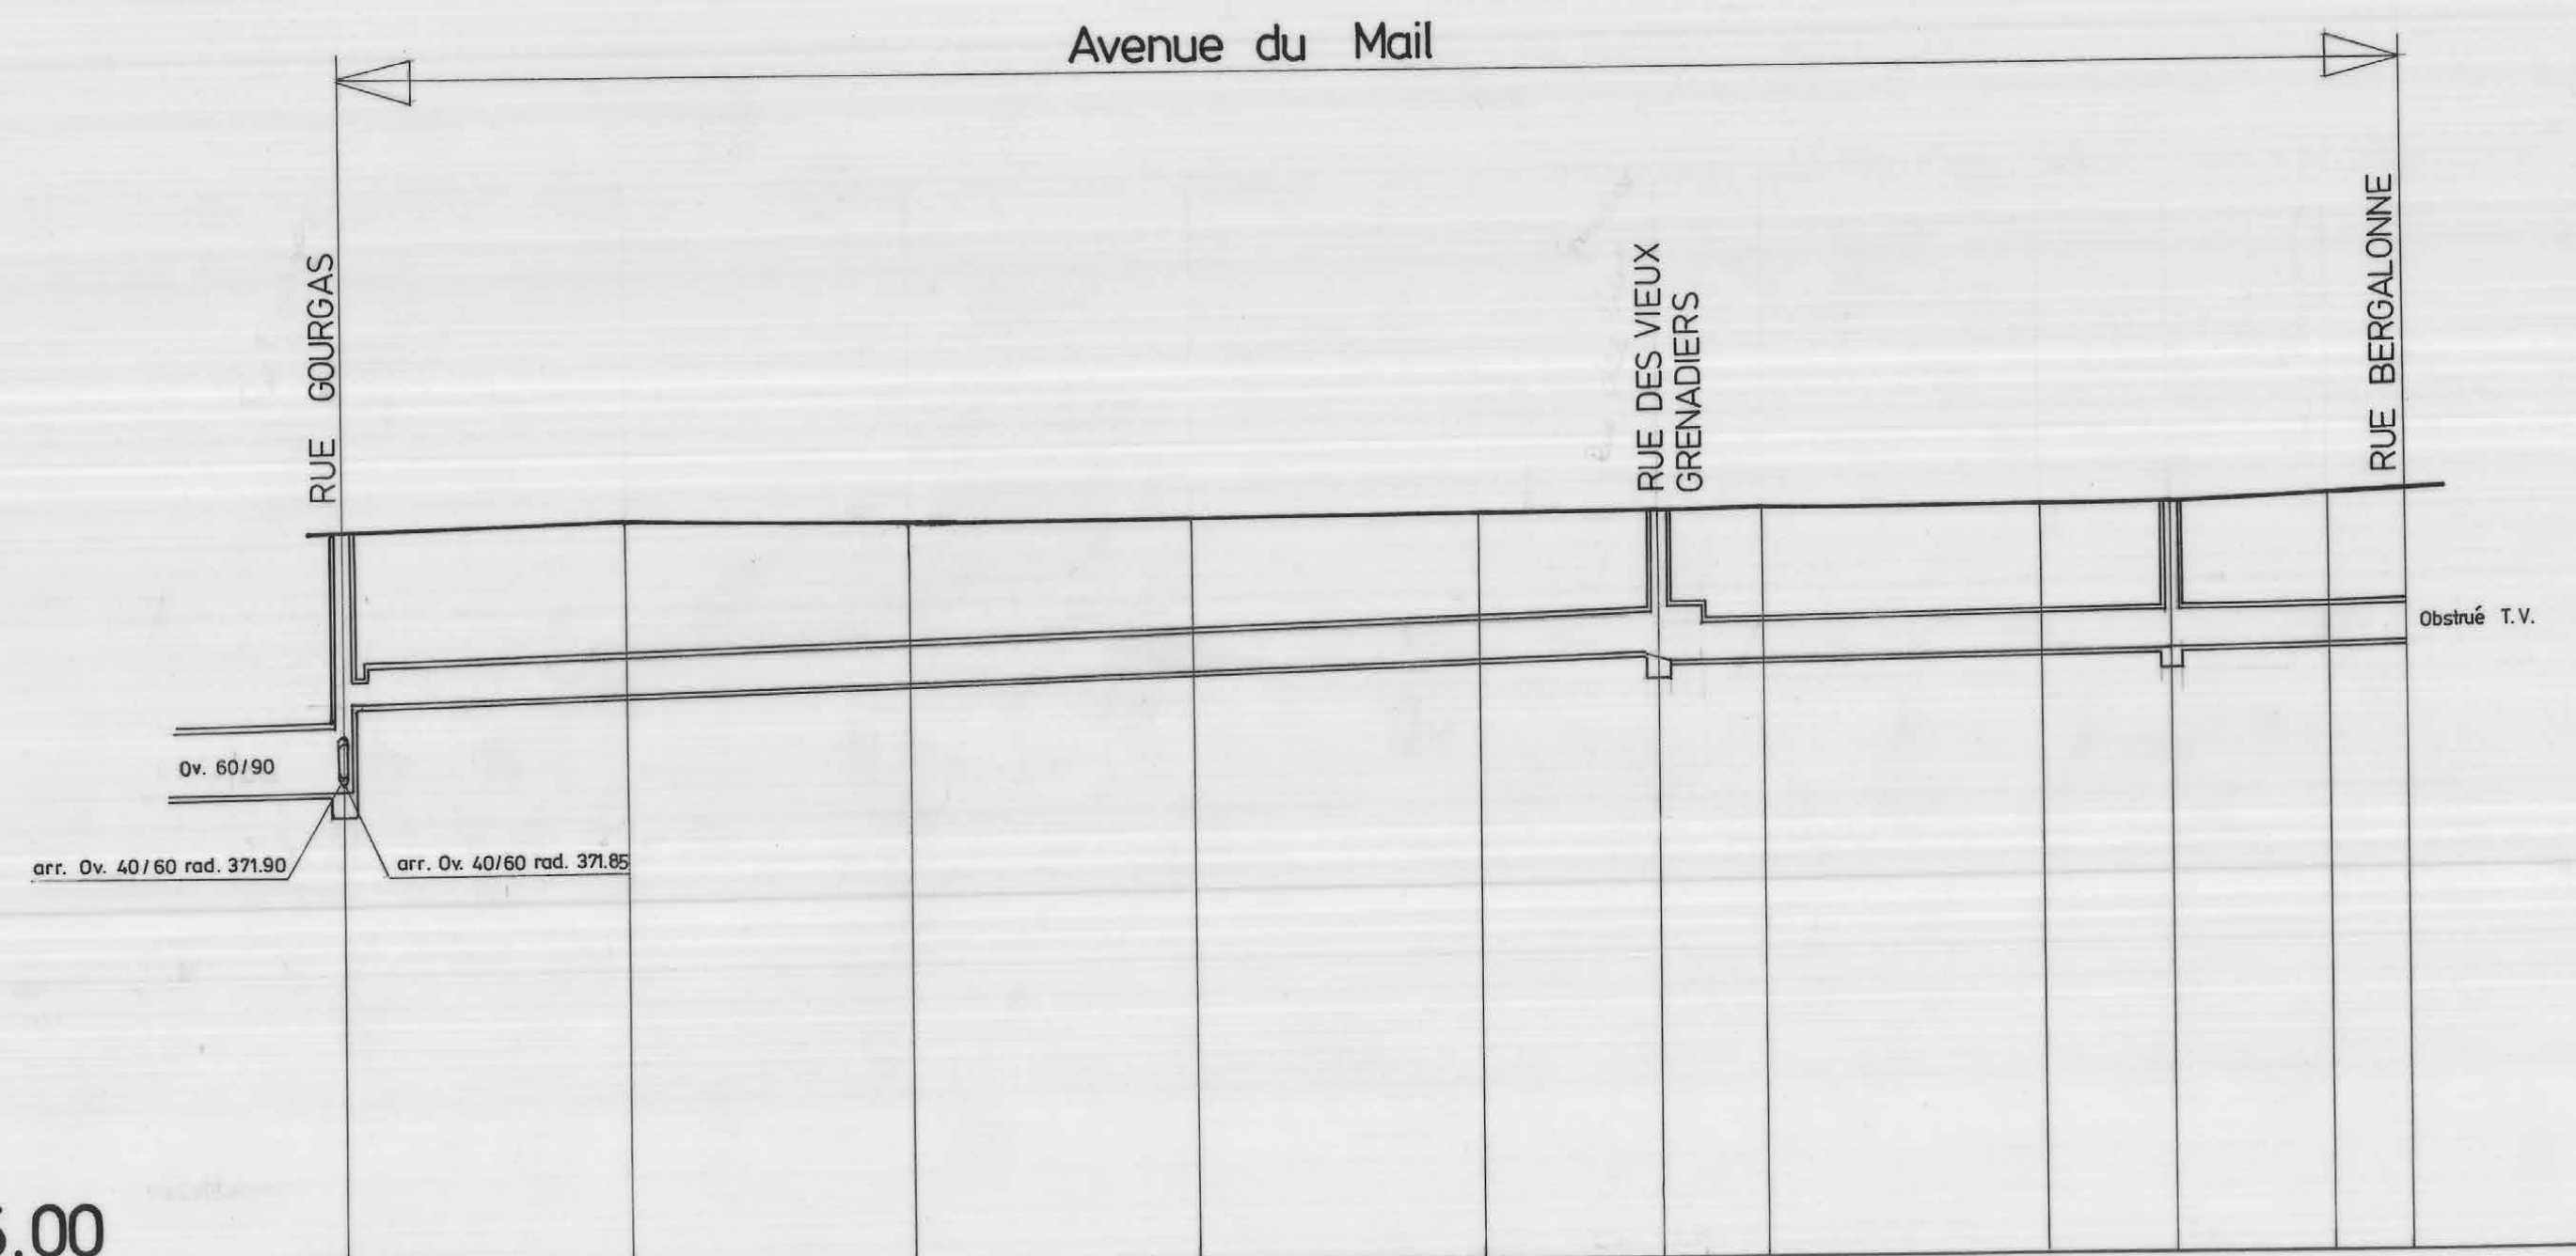 Avenue du Mail
RUE GOURGAS
RUE DES VIEUX
GRENADIERS
RUE BERGALONNE
Obstrué T.V.
Ov. 60/90
arr. Ov. 40/60 rad. 371.90
arr. Ov. 40/60 rad. 371.85
.00